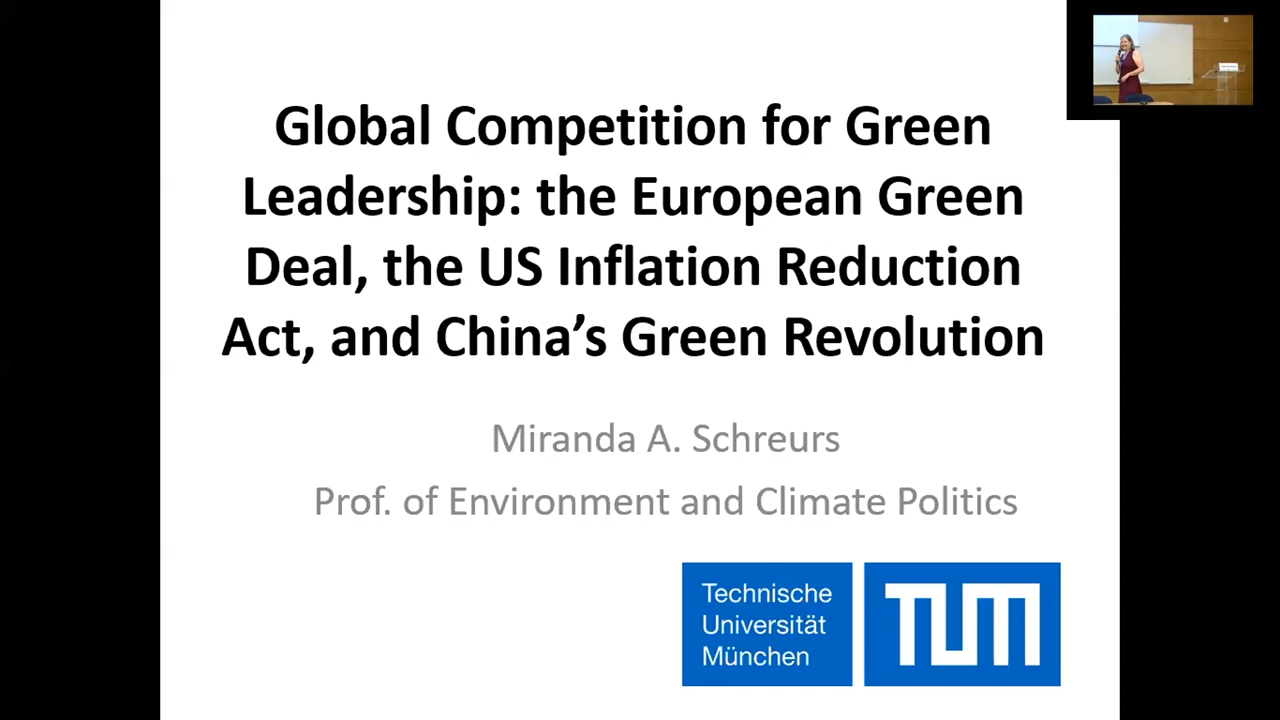 Global Competition for Green
Leadership: the European Green
Deal, the US Inflation Reduction
Act, and China’s Green Revolution
Miranda A. Schreurs
Prof. of Environment and Climate Politics
Technische
Universität
München
TUM